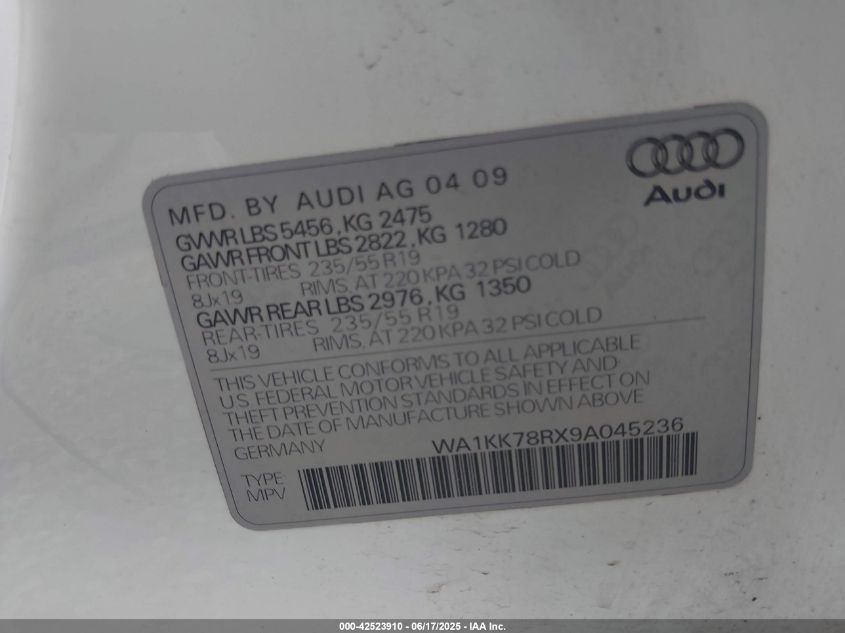 Audi
MFD. BY AUDI AG 04 09
GVWR LBS 5456, KG 2475
GAWR FRONT LBS 2822, KG 1280
FRONT-TIRES 235/55 R19
8Jx19 RIMS, AT 220 KPA 32 PSI COLD
GAWR REAR LBS 2976, KG 1350
REAR-TIRES 235/55 R19
8Jx19 RIMS, AT 220 KPA 32 PSI COLD
THIS VEHICLE CONFORMS TO ALL APPLICABLE
US FEDERAL MOTOR VEHICLE SAFETY AND
THEFT PREVENTION STANDARDS IN EFFECT ON
THE DATE OF MANUFACTURE SHOWN ABOVE
GERMANY WA1KK78RX9A045236
TYPE
MPV
000-42523910 - 06/17/2025 - IAA Inc.